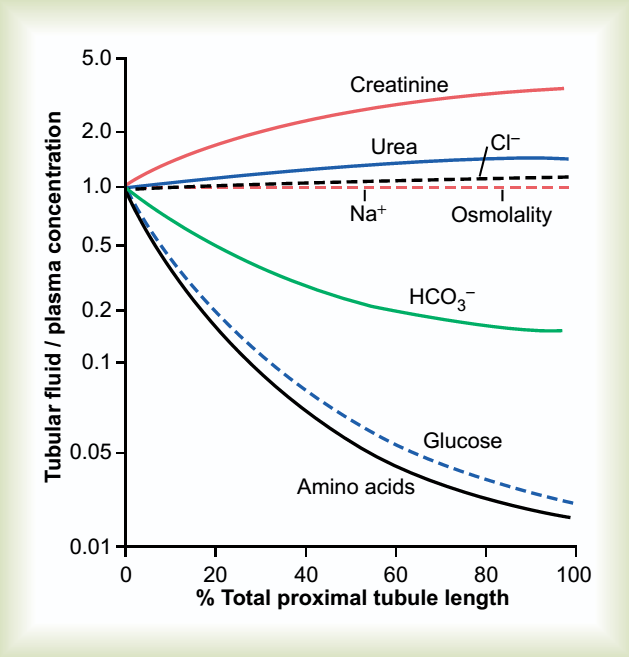 5.0
Creatinine
2.0
Urea
Cl⁻
1.0
Na⁺
Osmolality
0.5
HCO₃⁻
0.2
0.1
Glucose
0.05
Amino acids
0.01
0 20 40 60 80 100
% Total proximal tubule length
Tubular fluid / plasma concentration